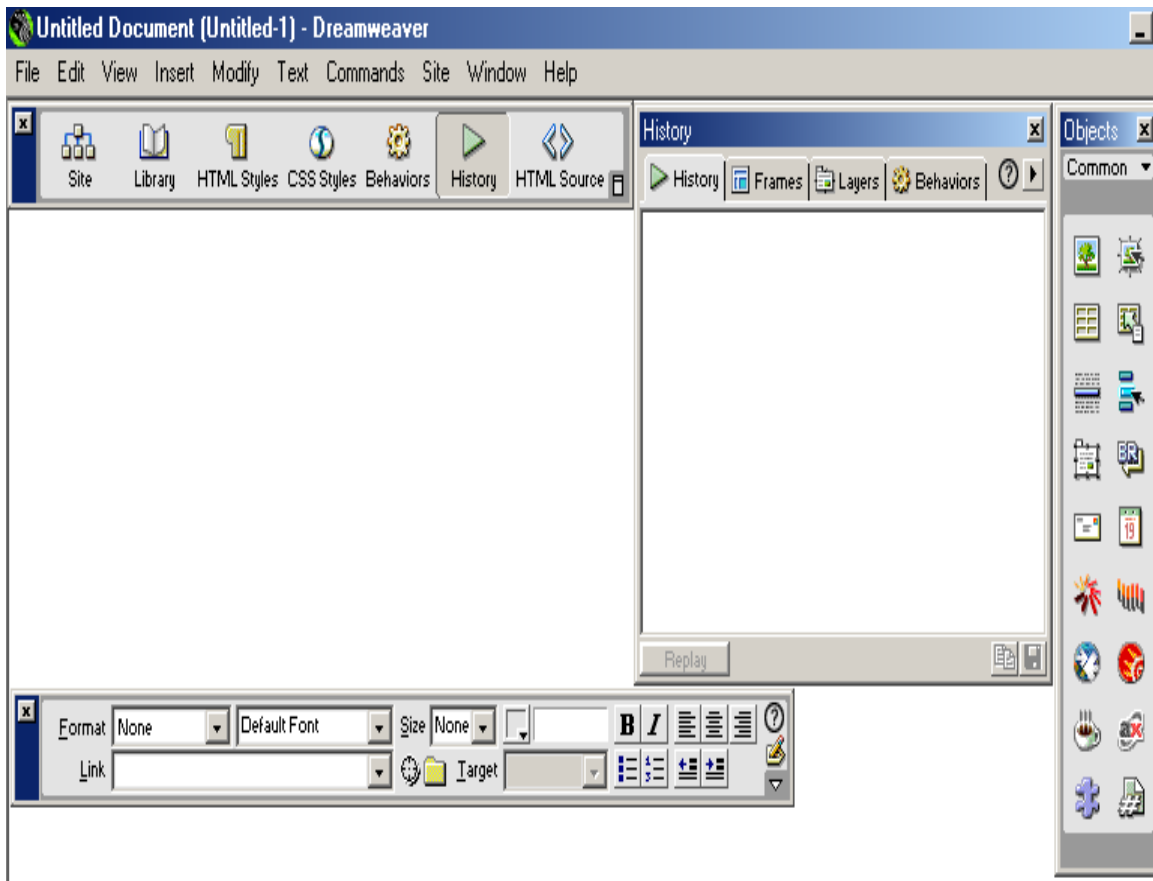 Untitled Document (Untitled-1) - Dreamweaver
File Edit View Insert Modify Text Commands Site Window Help
Site Library HTML Styles CSS Styles Behaviors History HTML Source
History
History Frames Layers Behaviors
Objects
Common
BR
19
Replay
Format None Default Font Size None B I
Link Target